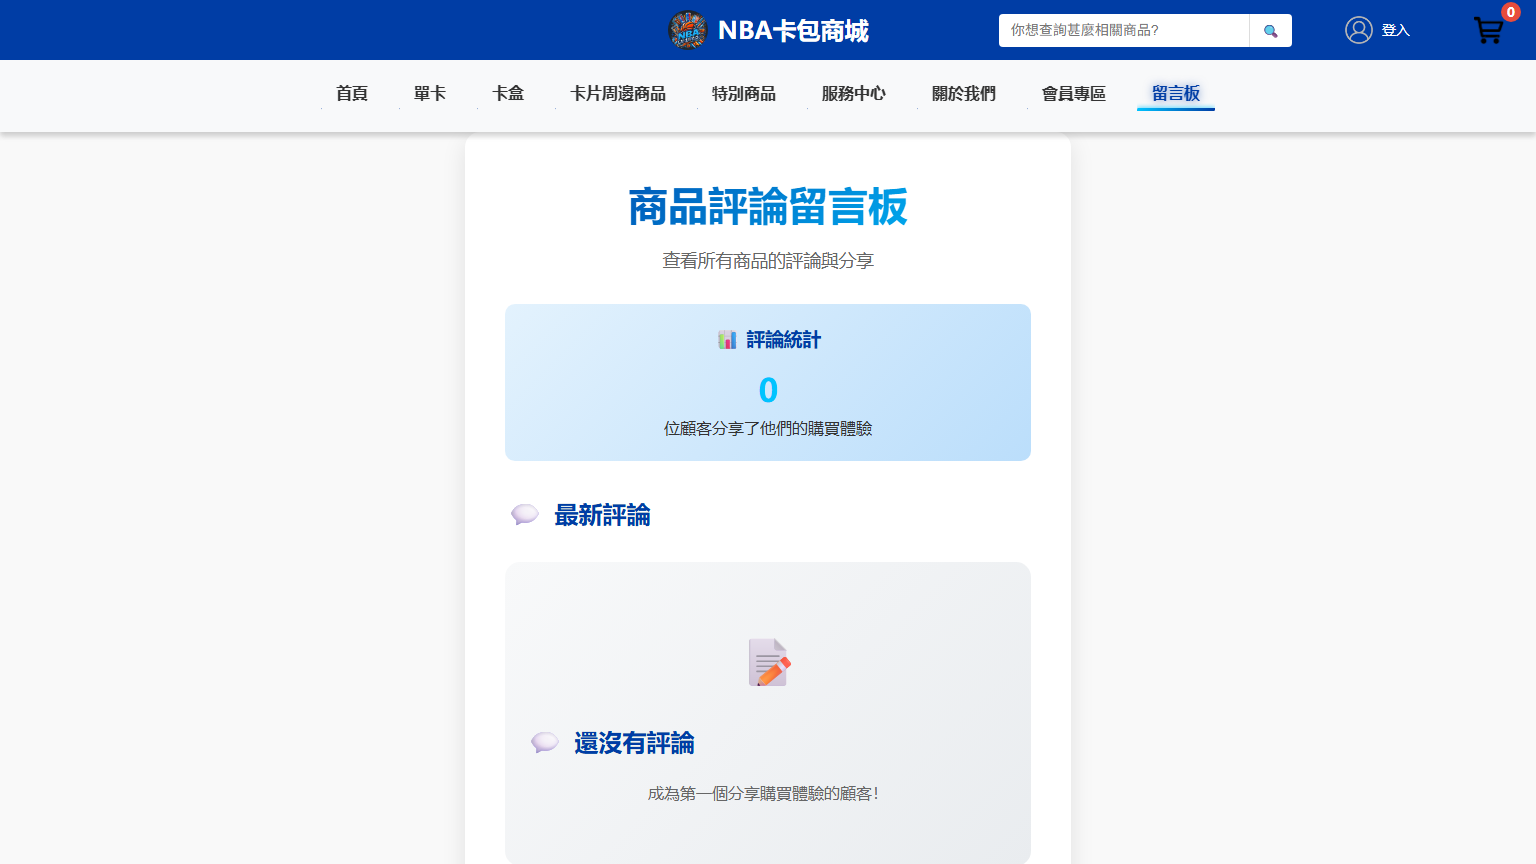 NBA卡包商城
你想查詢甚麼相關商品?
登入
0
首頁 單卡 卡盒 卡片周邊商品 特別商品 服務中心 關於我們 會員專區 留言板
商品評論留言板
查看所有商品的評論與分享
評論統計
0
位顧客分享了他們的購買體驗
最新評論
還沒有評論
成為第一個分享購買體驗的顧客！